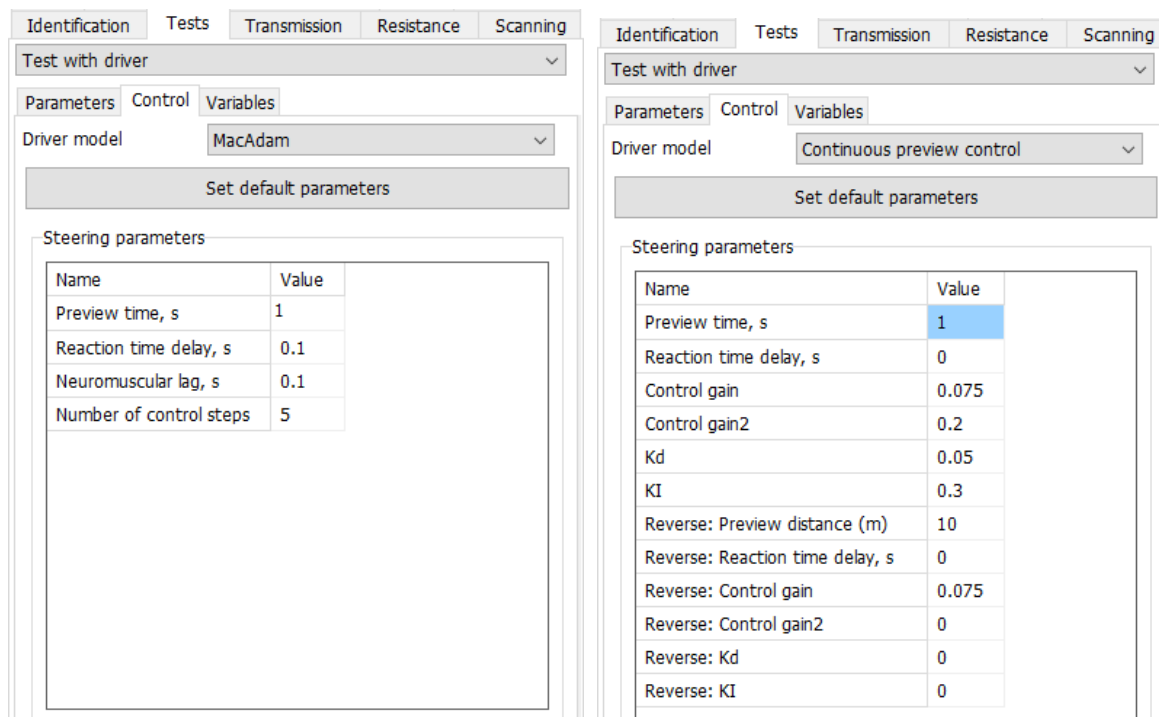 Identification Tests Transmission Resistance Scanning
Test with driver
Parameters Control Variables
Driver model MacAdam
Set default parameters
Steering parameters
Name Value
Preview time, s 1
Reaction time delay, s 0.1
Neuromuscular lag, s 0.1
Number of control steps 5
Identification Tests Transmission Resistance Scanning
Test with driver
Parameters Control Variables
Driver model Continuous preview control
Set default parameters
Steering parameters
Name Value
Preview time, s 1
Reaction time delay, s 0
Control gain 0.075
Control gain2 0.2
Kd 0.05
KI 0.3
Reverse: Preview distance (m) 10
Reverse: Reaction time delay, s 0
Reverse: Control gain 0.075
Reverse: Control gain2 0
Reverse: Kd 0
Reverse: KI 0